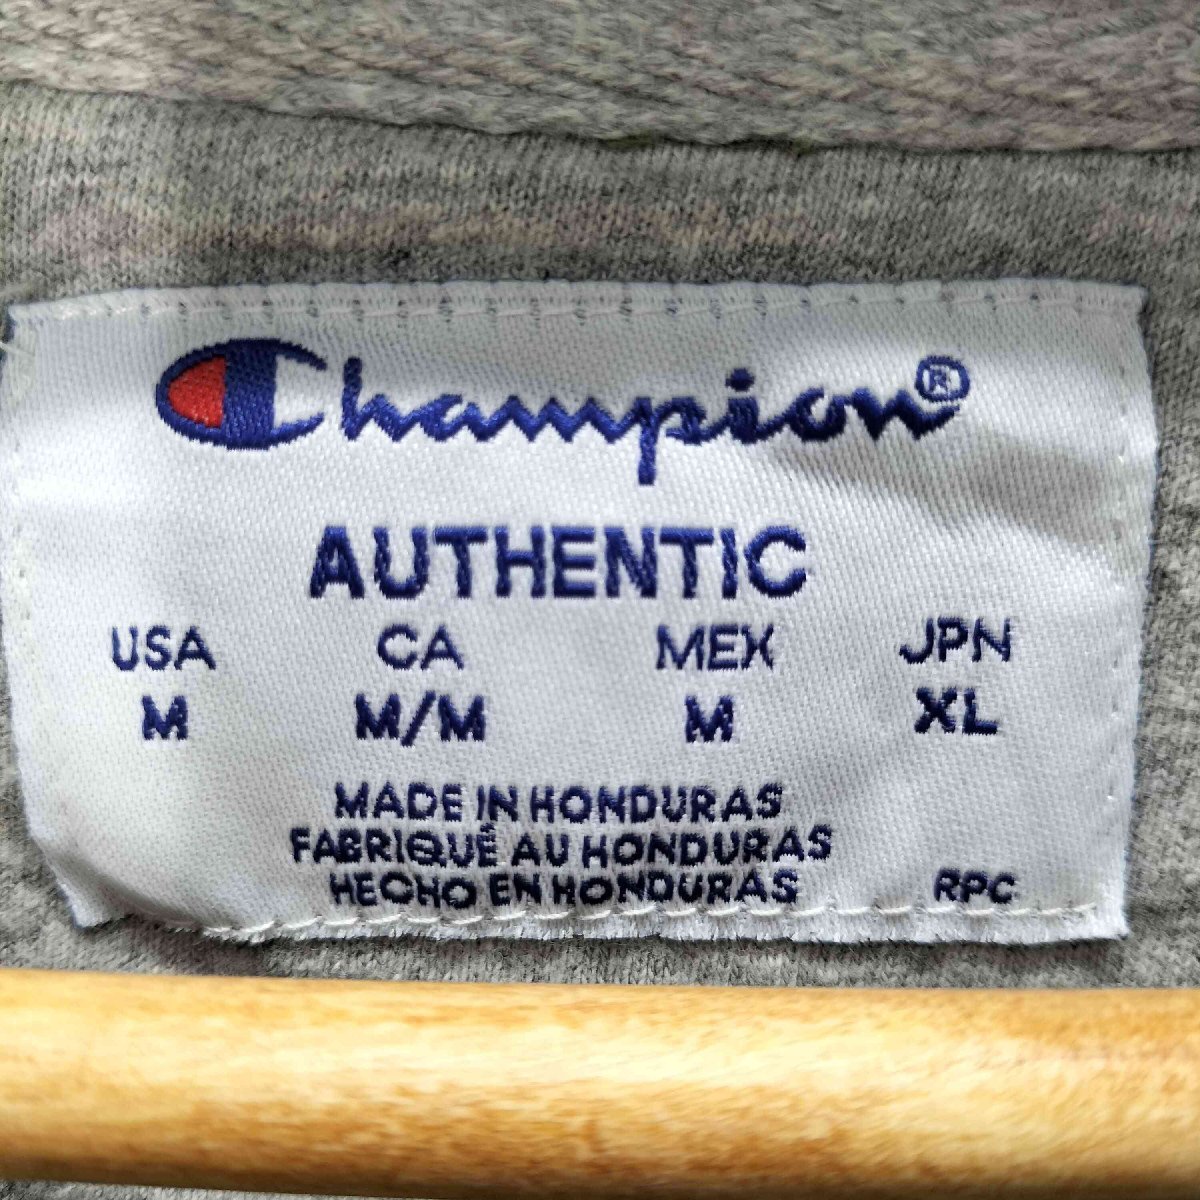 Champion®
AUTHENTIC
USA CA MEX JPN
M M/M M XL
MADE IN HONDURAS
FABRIQUÉ AU HONDURAS
HECHO EN HONDURAS RPC